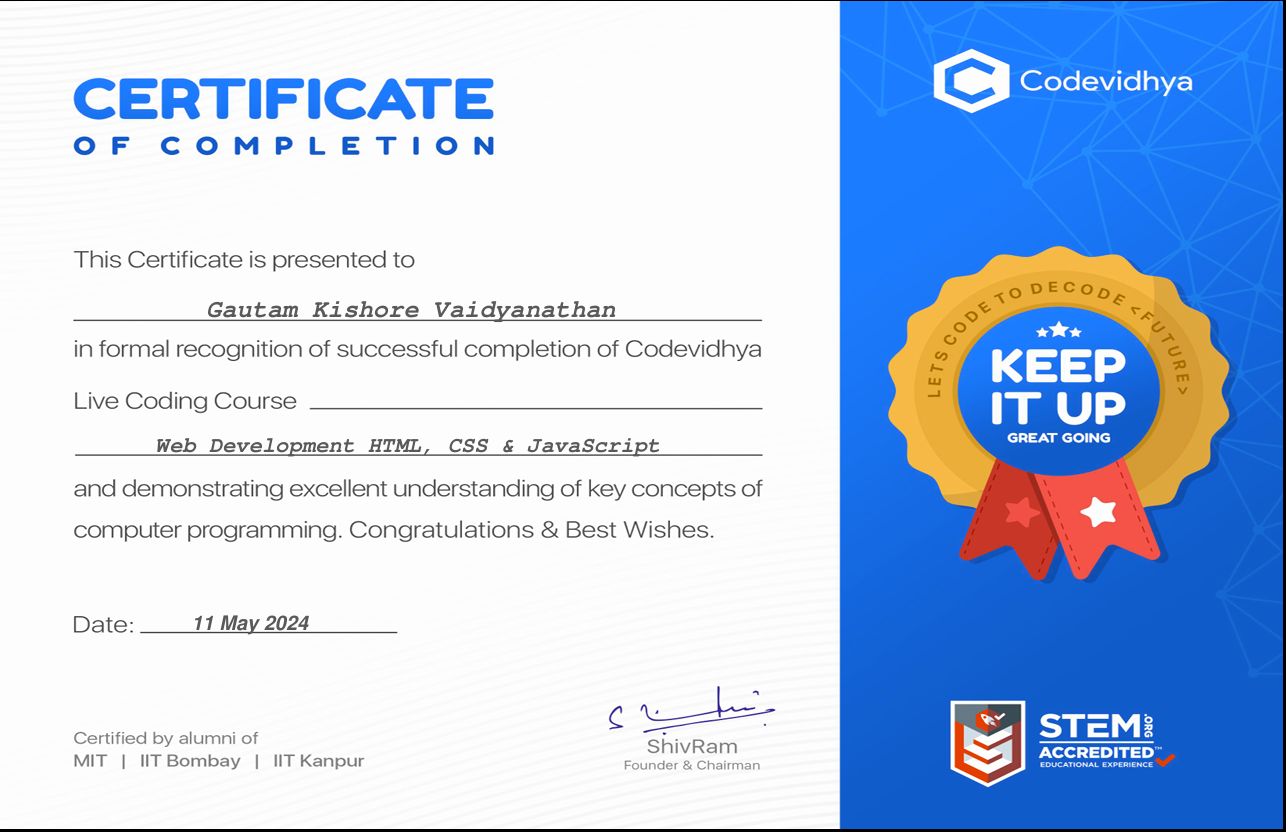 CERTIFICATE
OF COMPLETION
This Certificate is presented to
Gautam Kishore Vaidyanathan
in formal recognition of successful completion of Codevidhya
Live Coding Course
Web Development HTML, CSS & JavaScript
and demonstrating excellent understanding of key concepts of
computer programming. Congratulations & Best Wishes.
Date: 11 May 2024
Certified by alumni of
MIT | IIT Bombay | IIT Kanpur
ShivRam
Founder & Chairman
Codevidhya
LETS CODE TO DECODE <FUTURE>
KEEP
IT UP
GREAT GOING
STEM.ORG
ACCREDITED™
EDUCATIONAL EXPERIENCE